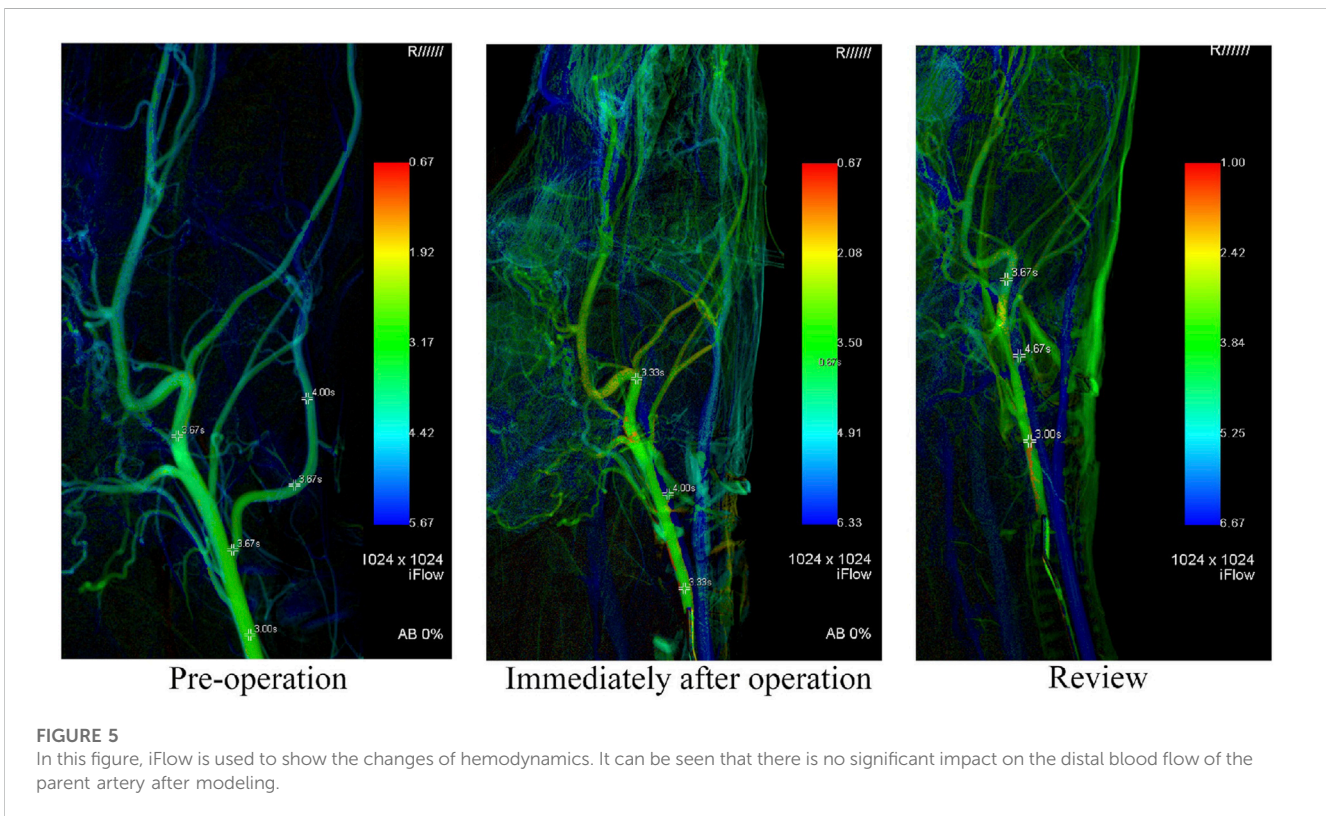 R//////
0.67
1.92
3.17
4.00s
4.42
3.67s
3.67s
5.67
3.67s
1024 x 1024
iFlow
3.00s
AB 0%
Pre-operation
R//////
0.67
2.08
3.50
0.67s
3.33s
4.91
4.00s
6.33
1024 x 1024
iFlow
3.33s
AB 0%
Immediately after operation
R//////
1.00
2.42
3.67s
3.84
4.67s
5.25
3.00s
6.67
1024 x 1024
iFlow
Review
FIGURE 5
In this figure, iFlow is used to show the changes of hemodynamics. It can be seen that there is no significant impact on the distal blood flow of the
parent artery after modeling.